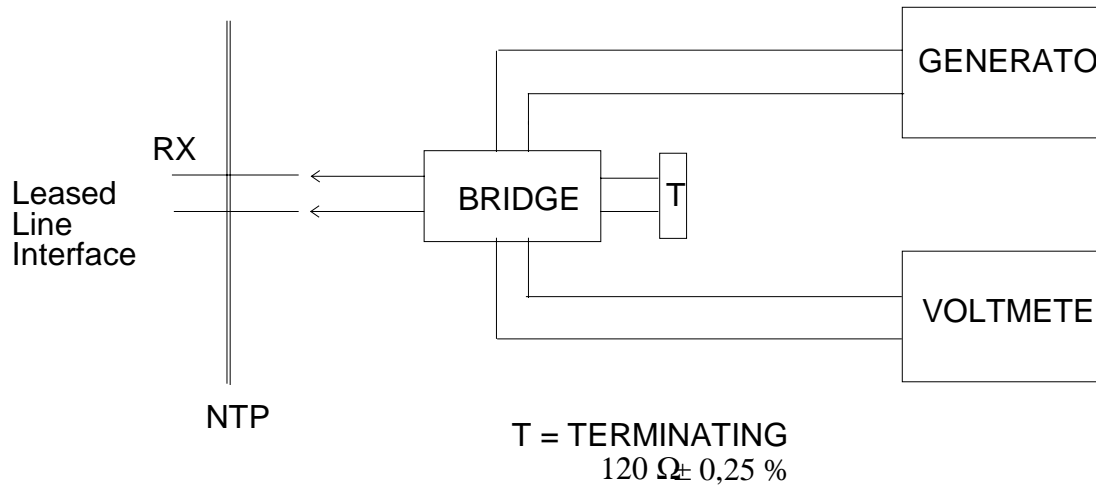 GENERATO
RX
Leased
Line
Interface
BRIDGE
T
VOLTMETE
NTP
T = TERMINATING
120 Ω± 0,25 %